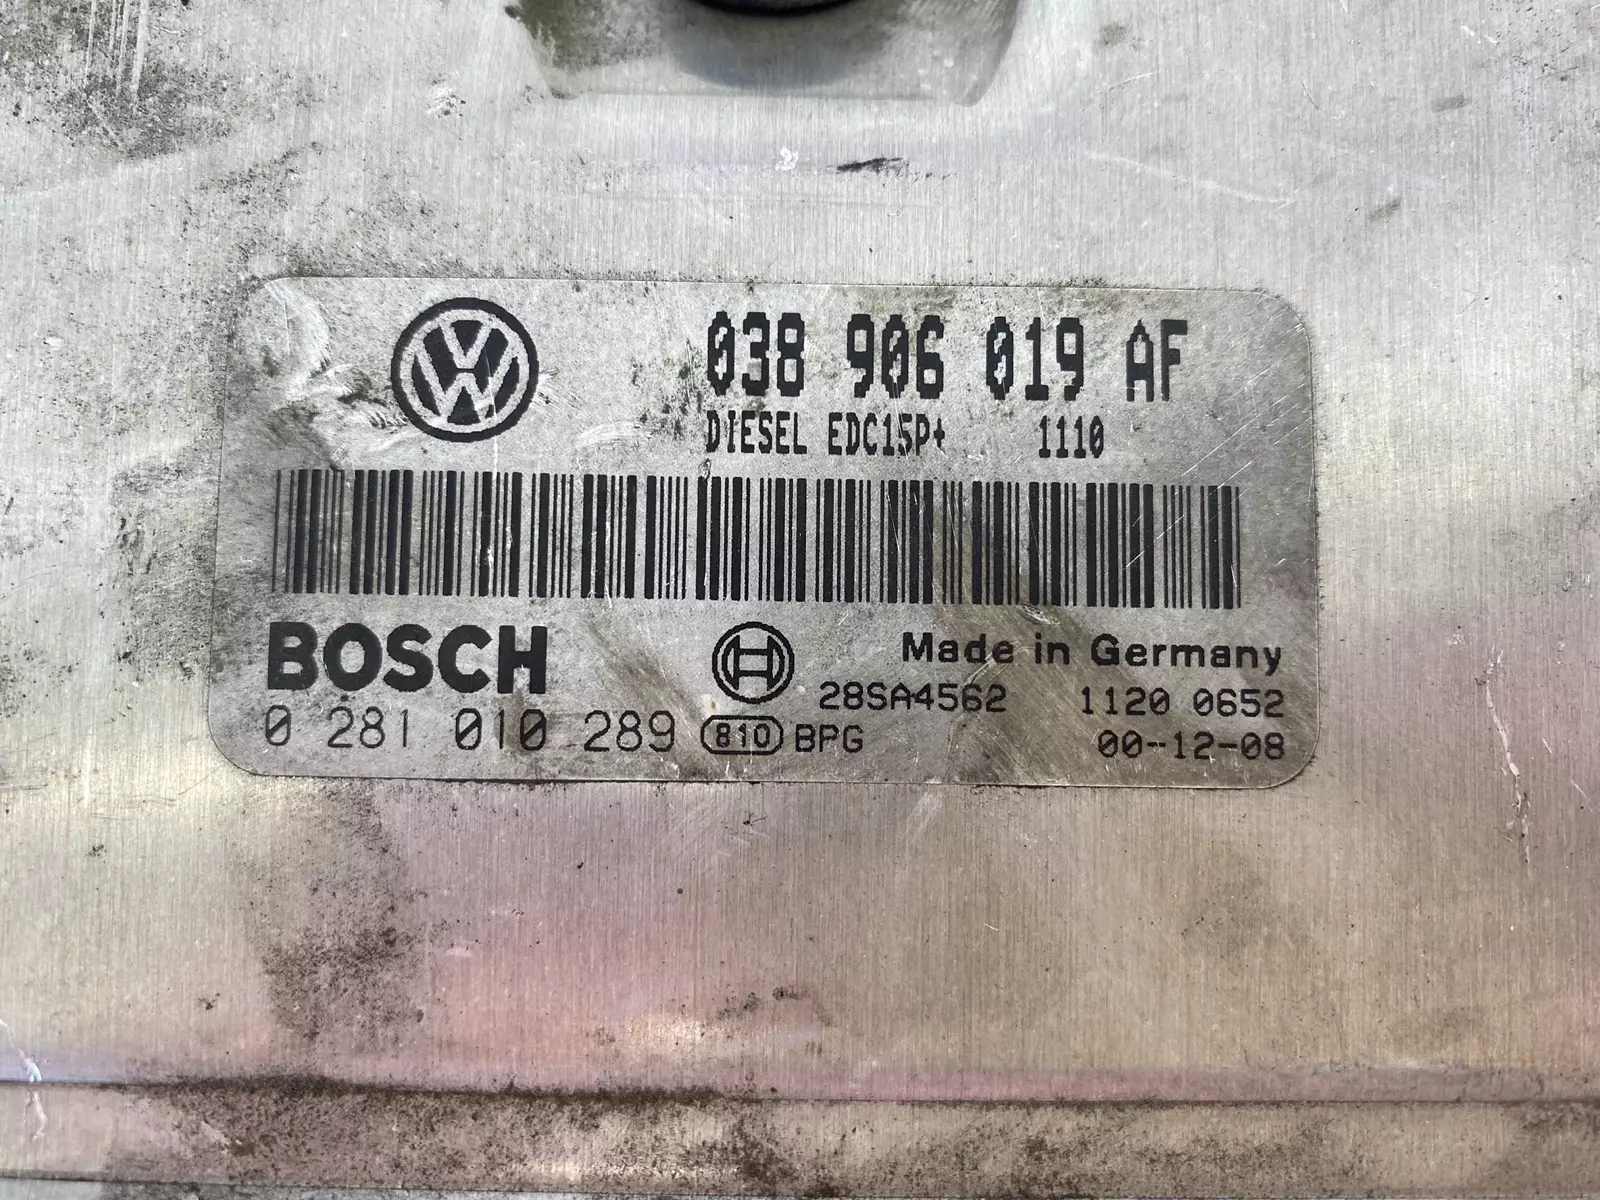 038 906 019 AF
DIESEL EDC15P+ 1110
BOSCH
Made in Germany
28SA4562 1120 0652
0 281 010 289 810 BPG 00-12-08